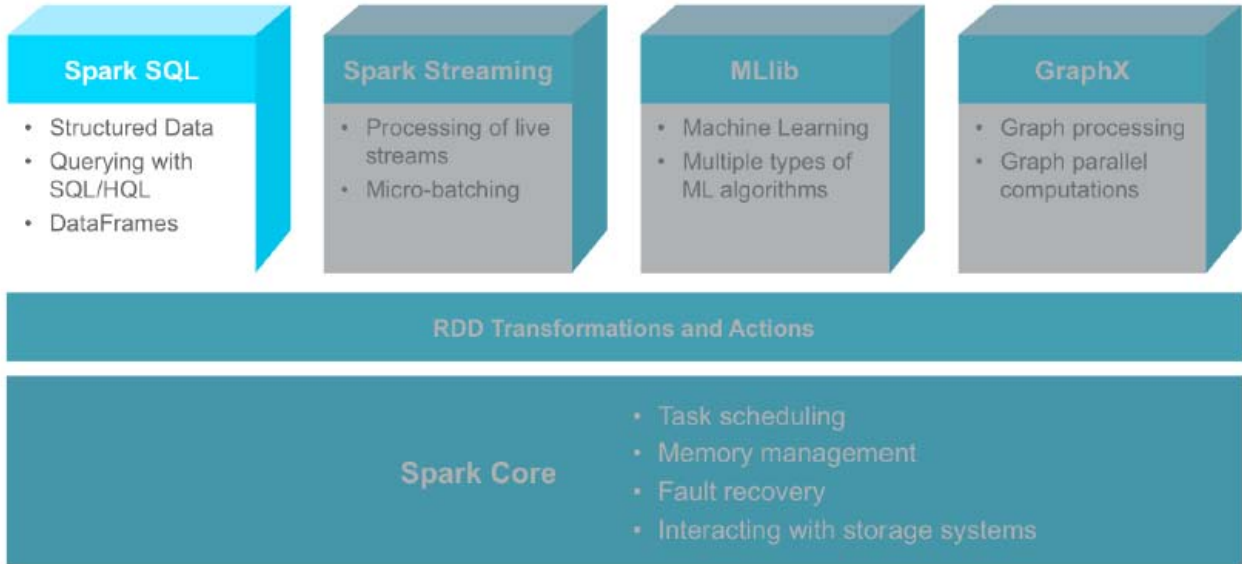 Spark SQL
• Structured Data
• Querying with
SQL/HQL
• DataFrames
Spark Streaming
• Processing of live
streams
• Micro-batching
MLlib
• Machine Learning
• Multiple types of
ML algorithms
GraphX
• Graph processing
• Graph parallel
computations
RDD Transformations and Actions
Spark Core
• Task scheduling
• Memory management
• Fault recovery
• Interacting with storage systems